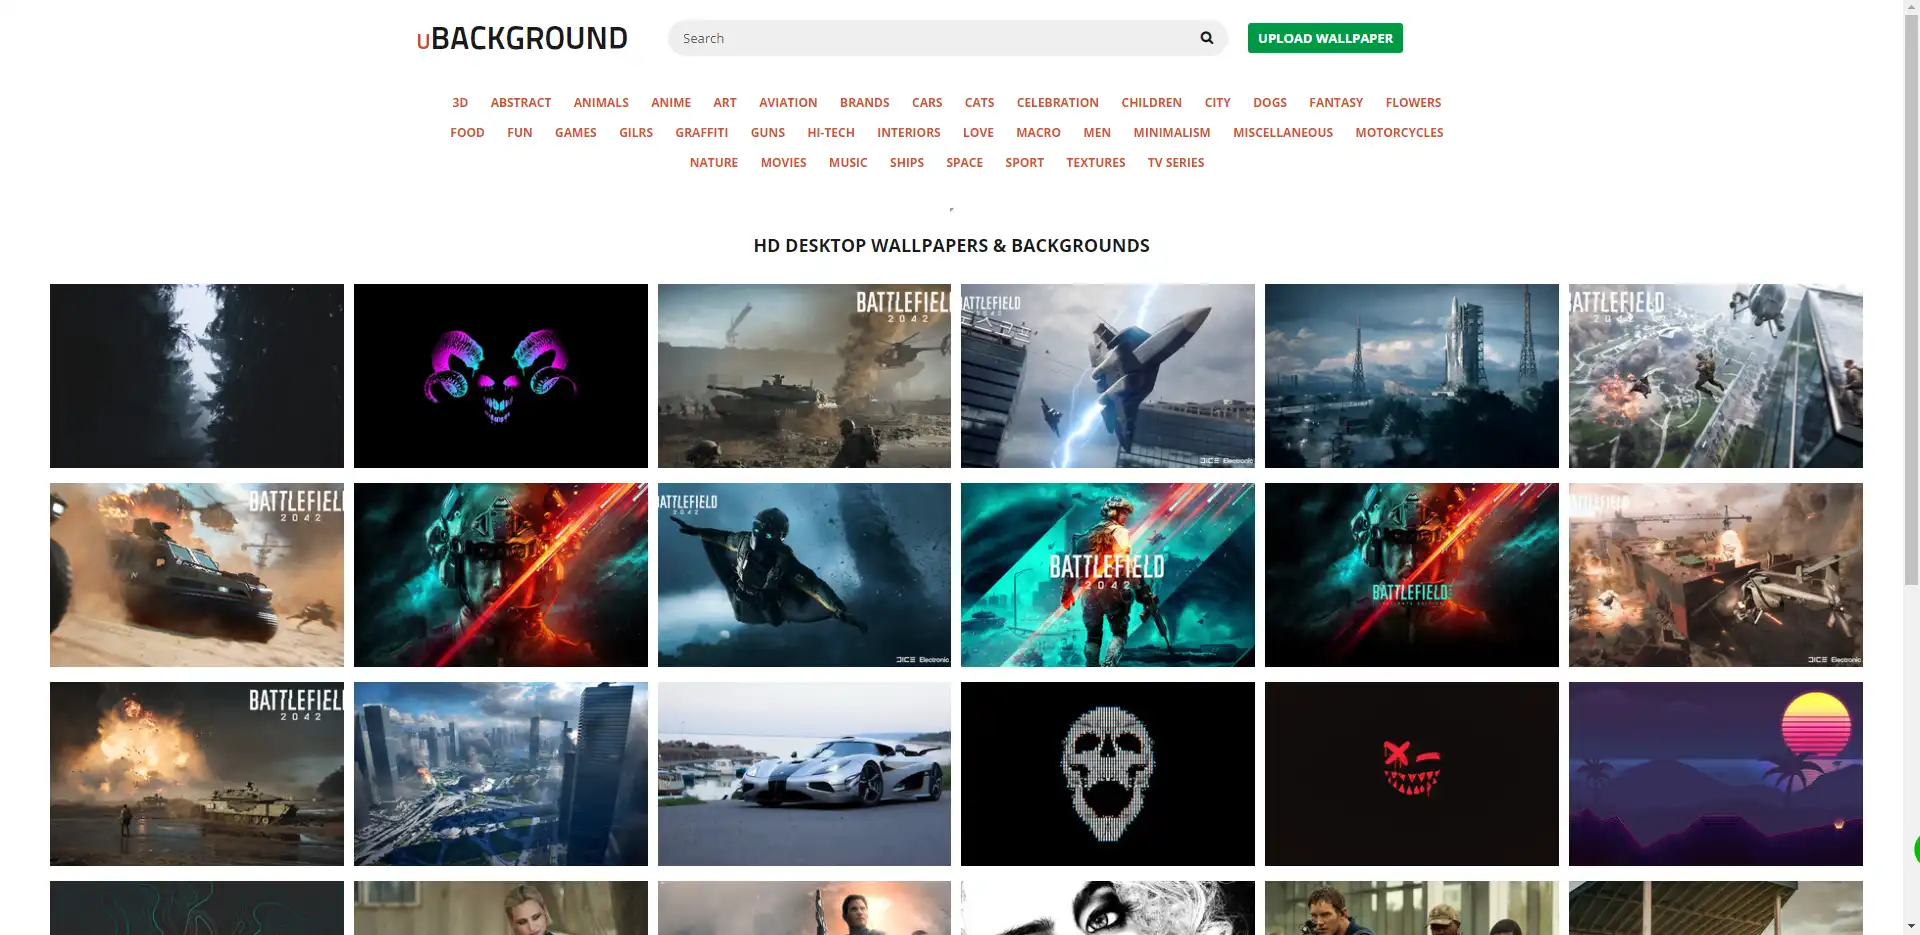 uBACKGROUND
Search
UPLOAD WALLPAPER
3D ABSTRACT ANIMALS ANIME ART AVIATION BRANDS CARS CATS CELEBRATION CHILDREN CITY DOGS FANTASY FLOWERS
FOOD FUN GAMES GILRS GRAFFITI GUNS HI-TECH INTERIORS LOVE MACRO MEN MINIMALISM MISCELLANEOUS MOTORCYCLES
NATURE MOVIES MUSIC SHIPS SPACE SPORT TEXTURES TV SERIES
HD DESKTOP WALLPAPERS & BACKGROUNDS
BATTLEFIEL
2042
ATTLEFIELD
2042
DICE Electronic
BATTLEFIELD
2042
BATTLEFIEL
2042
BATTLEFIELD
2042
DICE Electronic
BATTLEFIELD
2042
BATTLEFIELD
DICE Electronic
BATTLEFIEL
2042